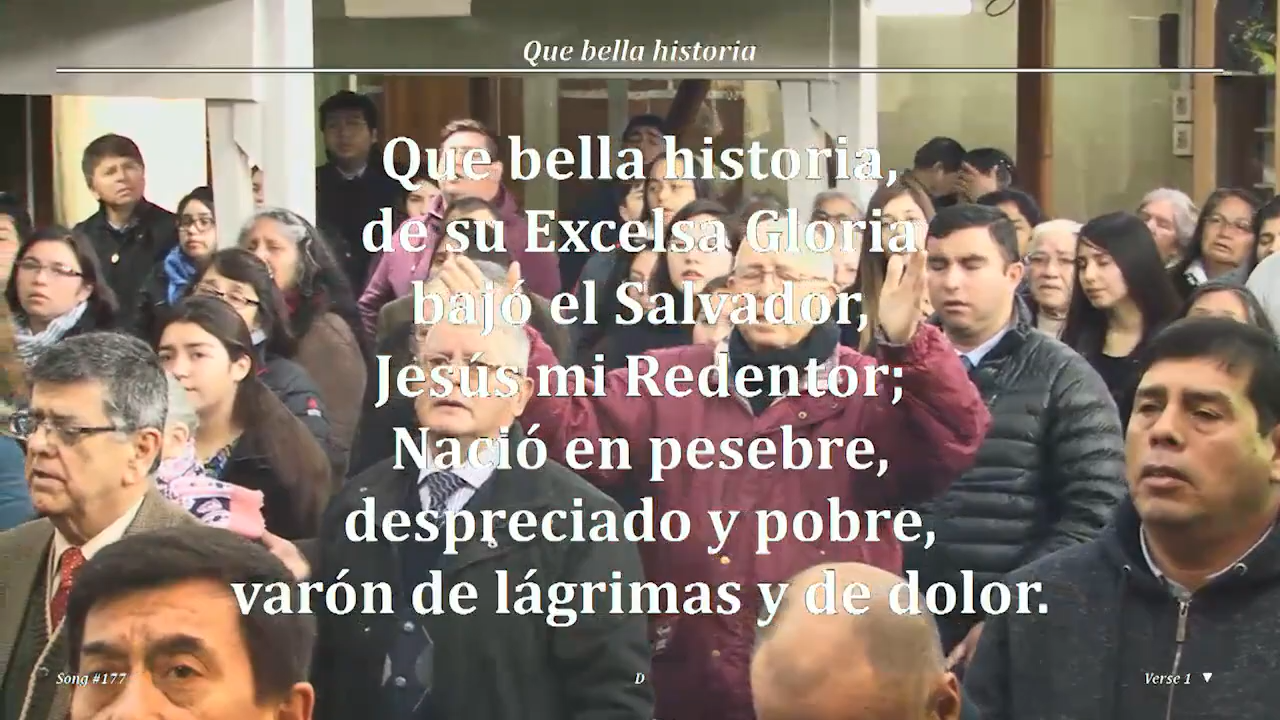 Que bella historia
Que bella historia,
de su Excelsa Gloria
bajó el Salvador,
Jesús mi Redentor;
Nació en pesebre,
despreciado y pobre,
varón de lágrimas y de dolor.
Song #177
D
Verse 1 ▼